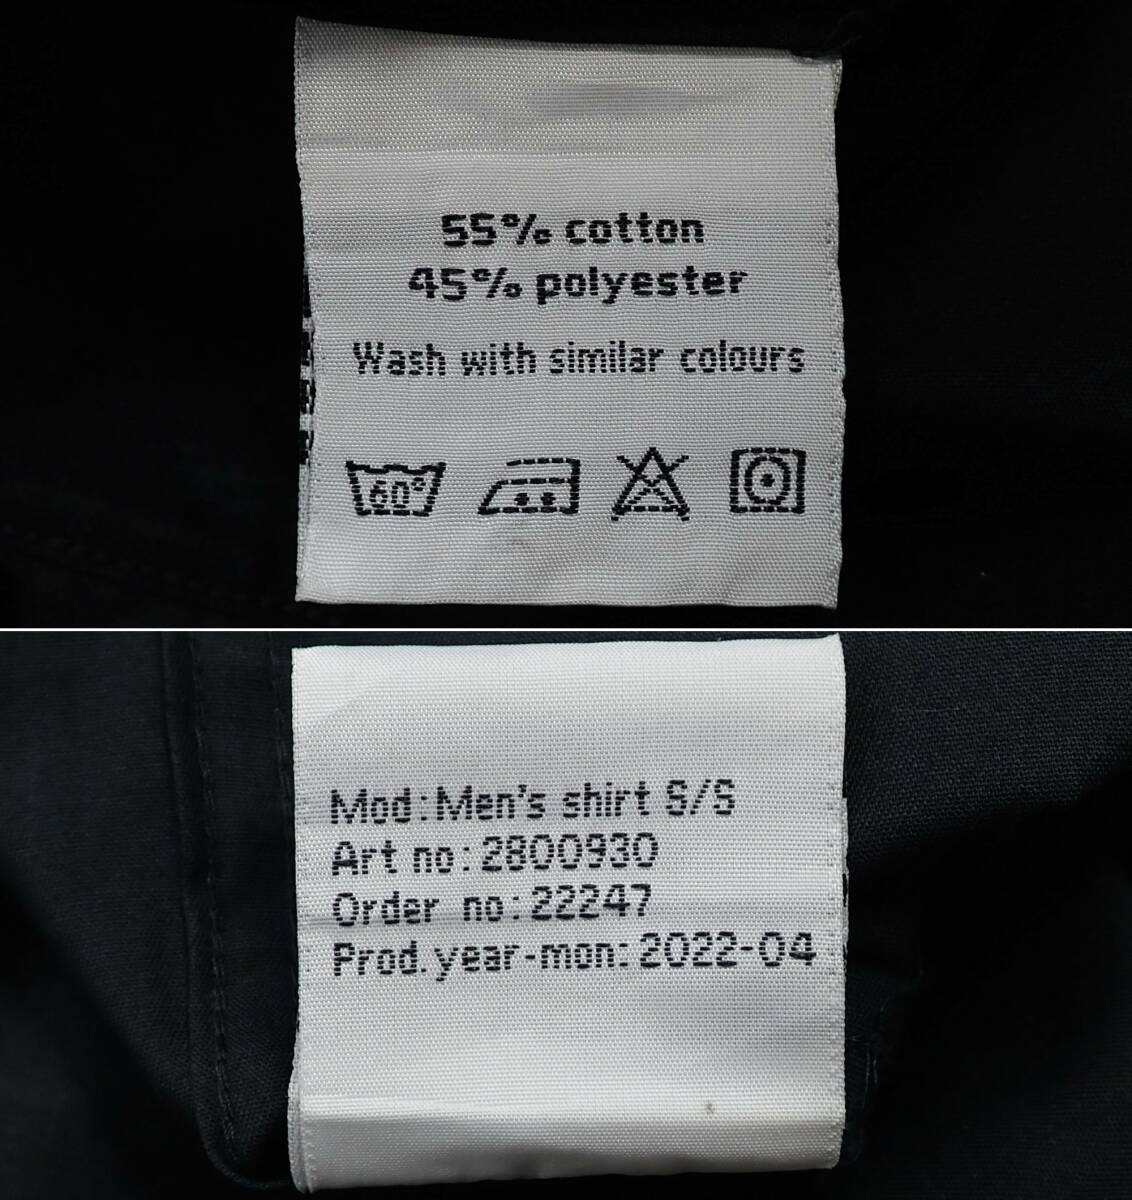 55% cotton
45% polyester
Wash with similar colours
60°
Mod:Men's shirt S/S
Art no:2800930
Order no:22247
Prod.year-mon:2022-04